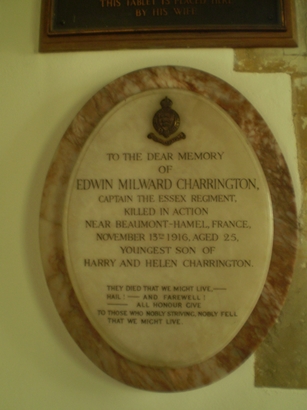 THIS TABLET IS
BY HIS WIFE
TO THE DEAR MEMORY
OF
EDWIN MILWARD CHARRINGTON,
CAPTAIN THE ESSEX REGIMENT,
KILLED IN ACTION
NEAR BEAUMONT-HAMEL, FRANCE,
NOVEMBER 13TH 1916, AGED 25,
YOUNGEST SON OF
HARRY AND HELEN CHARRINGTON.
THEY DIED THAT WE MIGHT LIVE,—
HAIL! — AND FAREWELL!
— ALL HONOUR GIVE
TO THOSE WHO NOBLY STRIVING, NOBLY FELL
THAT WE MIGHT LIVE.